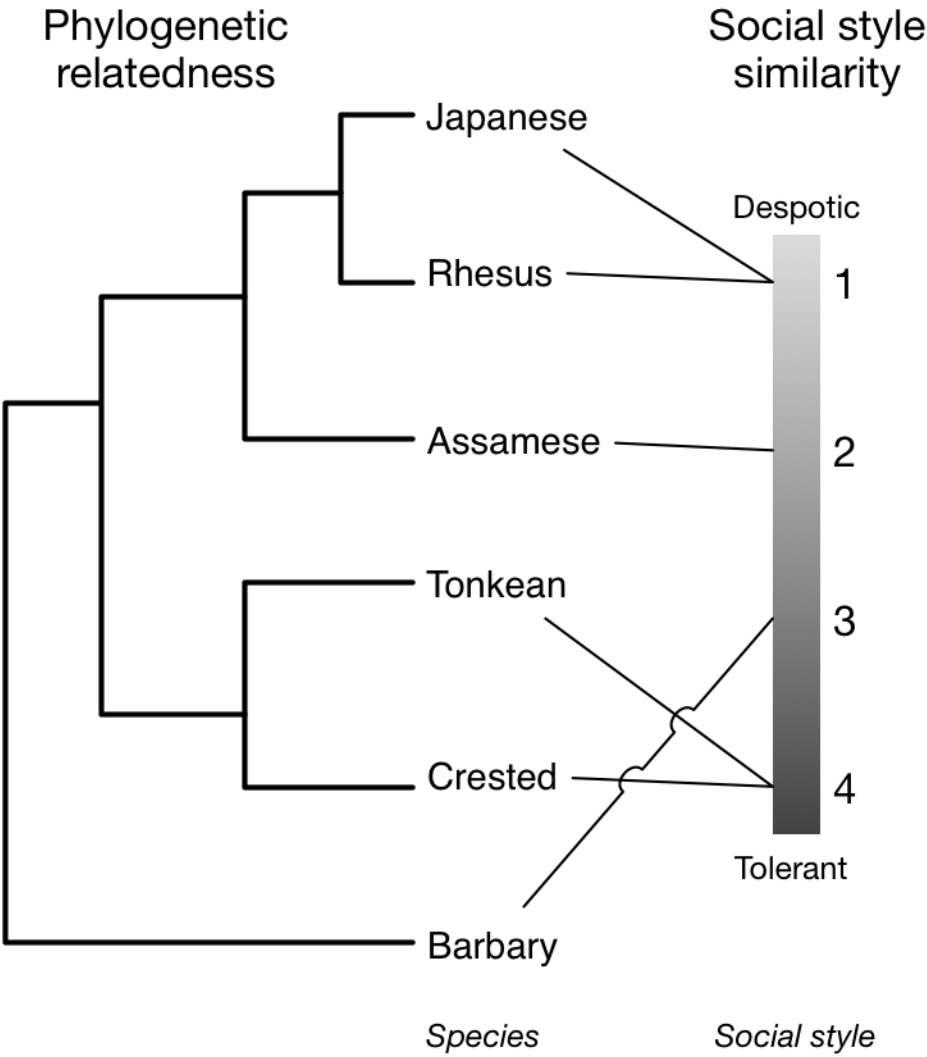 Phylogenetic
relatedness
Social style
similarity
Japanese
Despotic
Rhesus
1
Assamese
2
Tonkean
3
Crested
4
Tolerant
Barbary
Species
Social style